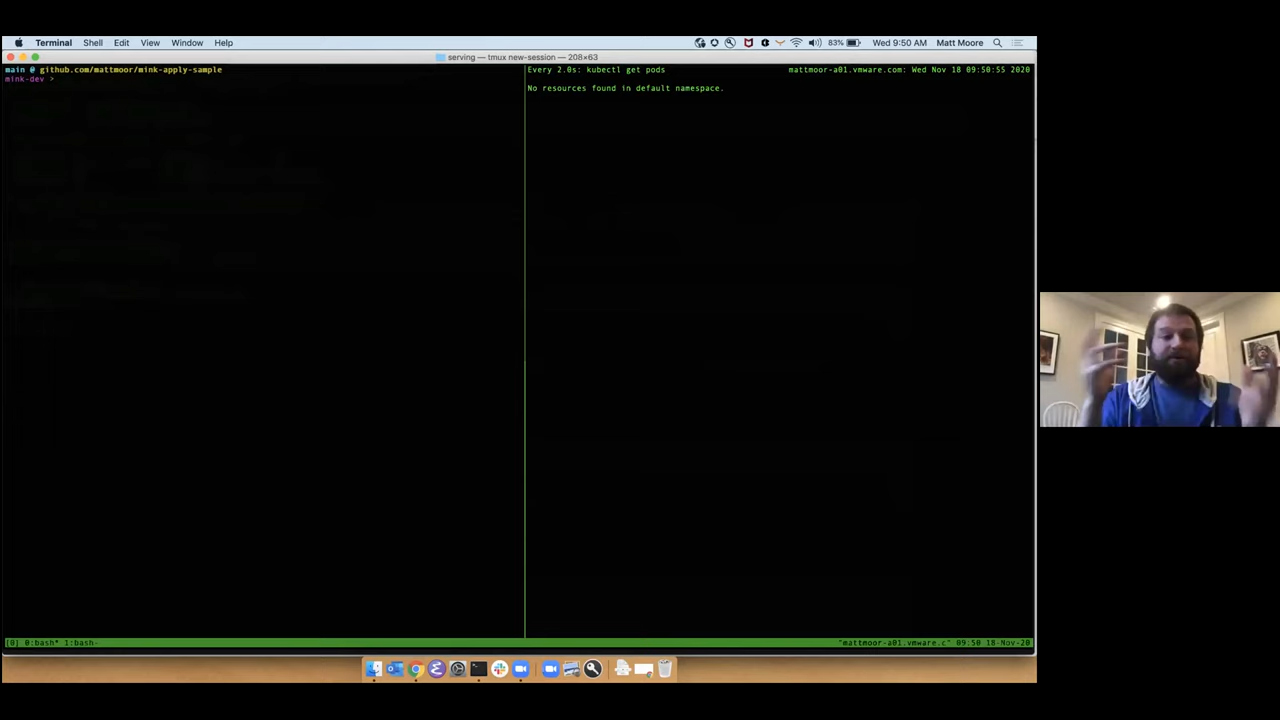 Terminal Shell Edit View Window Help 83% Wed 9:50 AM Matt Moore
serving — tmux new-session — 208×63
main @ github.com/mattmoor/mink-apply-sample
mink-dev >
Every 2.0s: kubectl get pods mattmoor-a01.vmware.com: Wed Nov 18 09:50:55 2020
No resources found in default namespace.
[0] 0:bash* 1:bash- "mattmoor-a01.vmware.c" 09:50 18-Nov-20